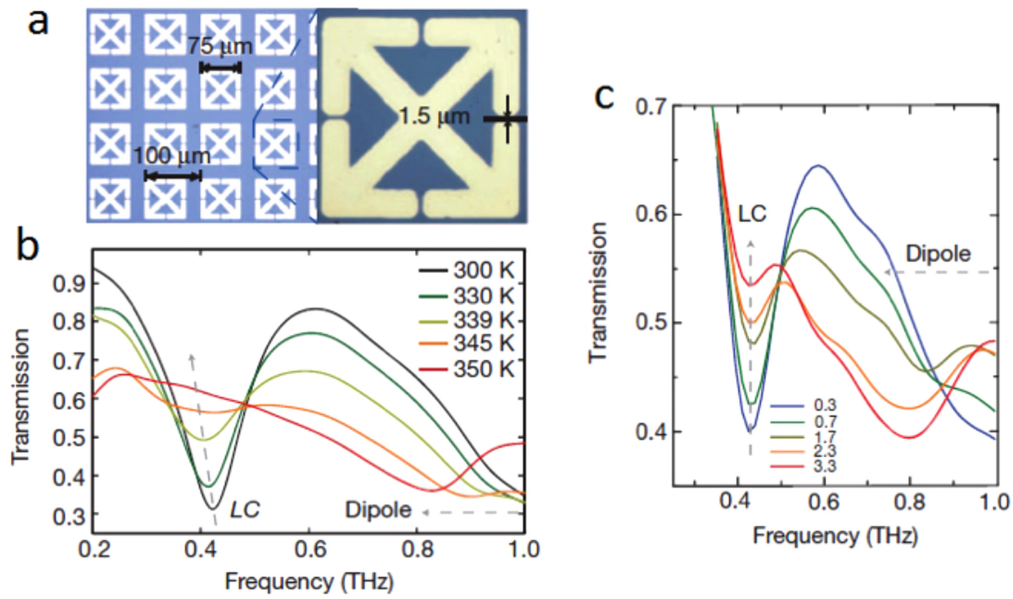 a
75 μm
100 μm
1.5 μm
b
Transmission
0.9
0.8
0.7
0.6
0.5
0.4
0.3
0.2
0.4
0.6
0.8
1.0
Frequency (THz)
300 K
330 K
339 K
345 K
350 K
LC
Dipole
c
Transmission
0.7
0.6
0.5
0.4
0.4
0.6
0.8
1.0
Frequency (THz)
LC
Dipole
0.3
0.7
1.7
2.3
3.3